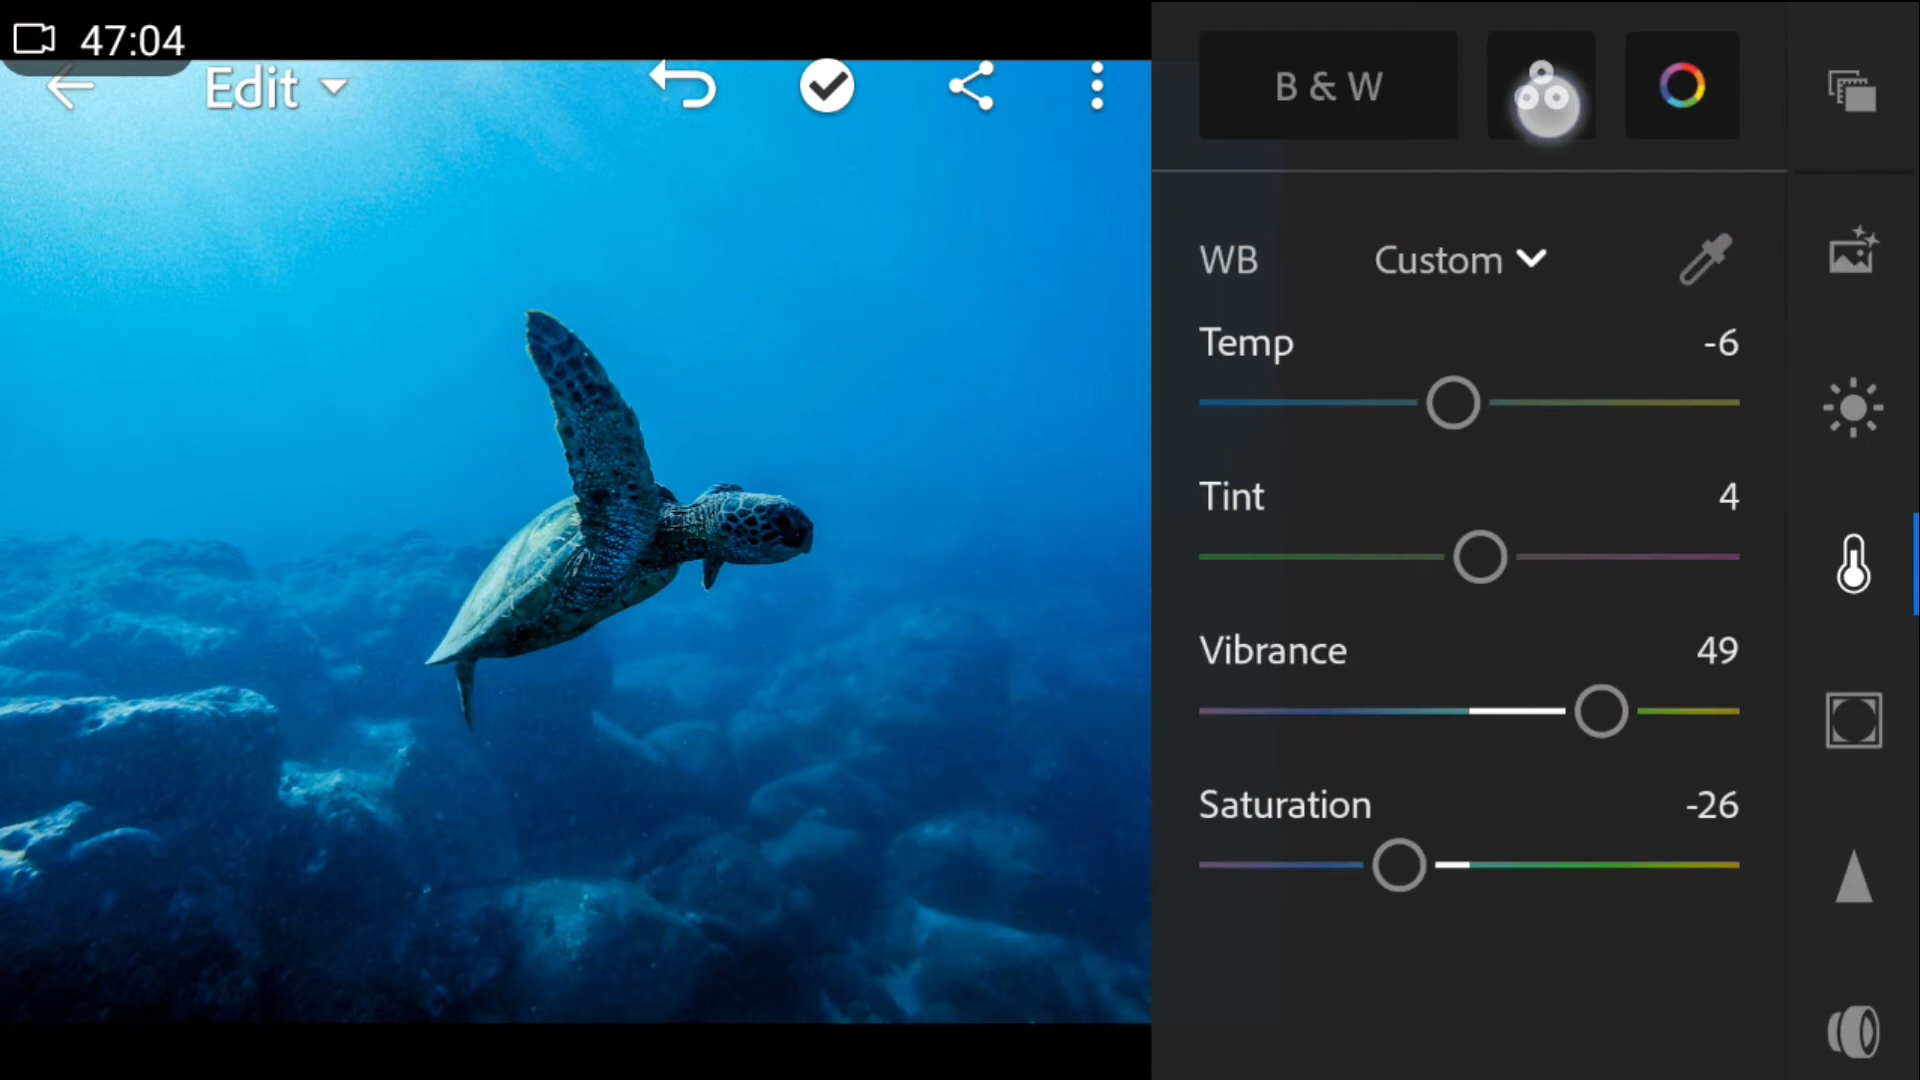 47:04
Edit
B & W
WB Custom
Temp -6
Tint 4
Vibrance 49
Saturation -26